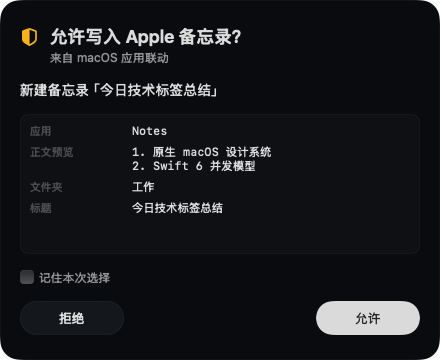 允许写入 Apple 备忘录?
来自 macOS 应用联动
新建备忘录「今日技术标签总结」
应用 Notes
正文预览 1. 原生 macOS 设计系统
2. Swift 6 并发模型
文件夹 工作
标题 今日技术标签总结
记住本次选择
拒绝 允许